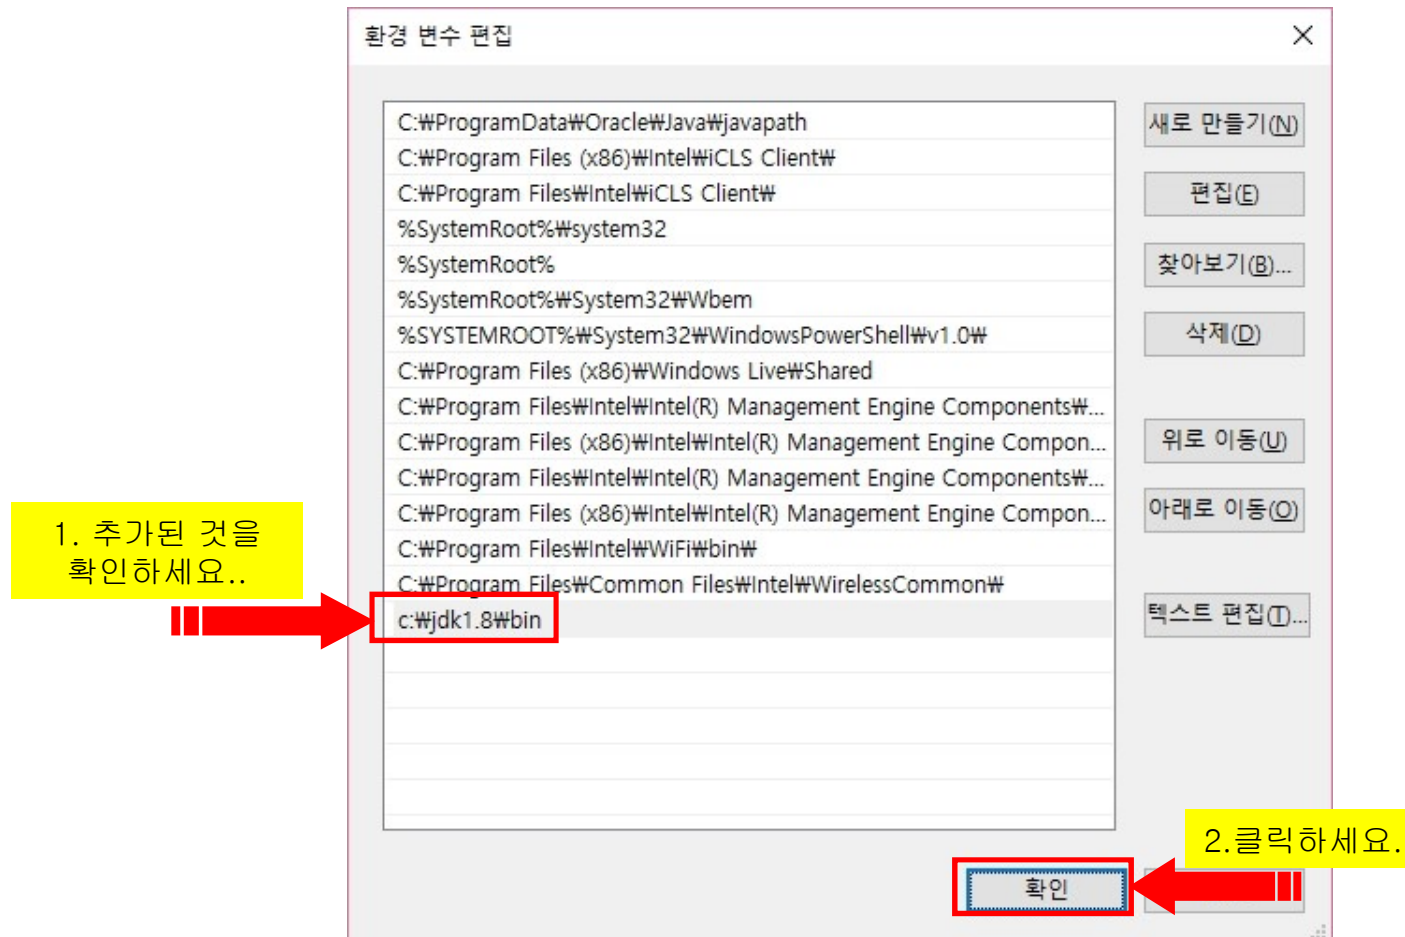 환경 변수 편집
C:₩ProgramData₩Oracle₩Java₩javapath
C:₩Program Files (x86)₩Intel₩iCLS Client₩
C:₩Program Files₩Intel₩iCLS Client₩
%SystemRoot%₩system32
%SystemRoot%
%SystemRoot%₩System32₩Wbem
%SYSTEMROOT%₩System32₩WindowsPowerShell₩v1.0₩
C:₩Program Files (x86)₩Windows Live₩Shared
C:₩Program Files₩Intel₩Intel(R) Management Engine Components₩...
C:₩Program Files (x86)₩Intel₩Intel(R) Management Engine Compon...
C:₩Program Files₩Intel₩Intel(R) Management Engine Components₩...
C:₩Program Files (x86)₩Intel₩Intel(R) Management Engine Compon...
C:₩Program Files₩Intel₩WiFi₩bin₩
C:₩Program Files₩Common Files₩Intel₩WirelessCommon₩
c:₩jdk1.8₩bin
새로 만들기(N)
편집(E)
찾아보기(B)...
삭제(D)
위로 이동(U)
아래로 이동(O)
텍스트 편집(T)...
1. 추가된 것을
확인하세요..
2.클릭하세요.
확인